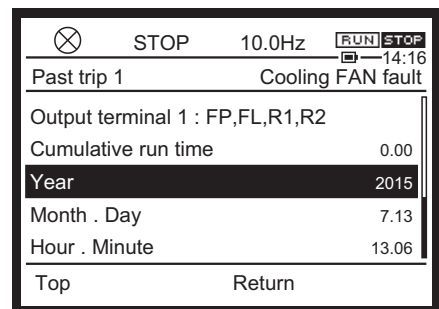 STOP 10.0Hz RUN STOP
14:16
Past trip 1 Cooling FAN fault
Output terminal 1 : FP,FL,R1,R2
Cumulative run time 0.00
Year 2015
Month . Day 7.13
Hour . Minute 13.06
Top Return